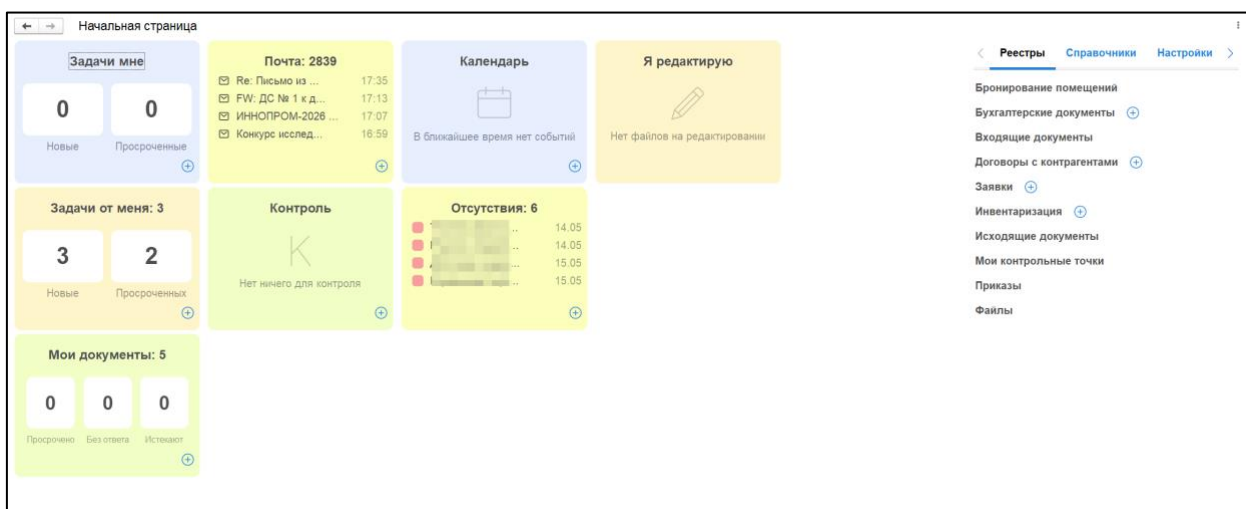 Начальная страница
Задачи мне
0
0
Новые
Просроченные
Почта: 2839
Re: Письмо из ...
17:35
FW: ДС № 1 к д...
17:13
ИННОПРОМ-2026 ...
17:07
Конкурс исслед...
16:59
Календарь
В ближайшее время нет событий
Я редактирую
Нет файлов на редактировании
Задачи от меня: 3
3
2
Новые
Просроченных
Контроль
К
Нет ничего для контроля
Отсутствия: 6
14.05
14.05
15.05
15.05
Мои документы: 5
0
0
0
Просрочено
Без ответа
Истекают
Реестры
Справочники
Настройки
Бронирование помещений
Бухгалтерские документы
Входящие документы
Договоры с контрагентами
Заявки
Инвентаризация
Исходящие документы
Мои контрольные точки
Приказы
Файлы